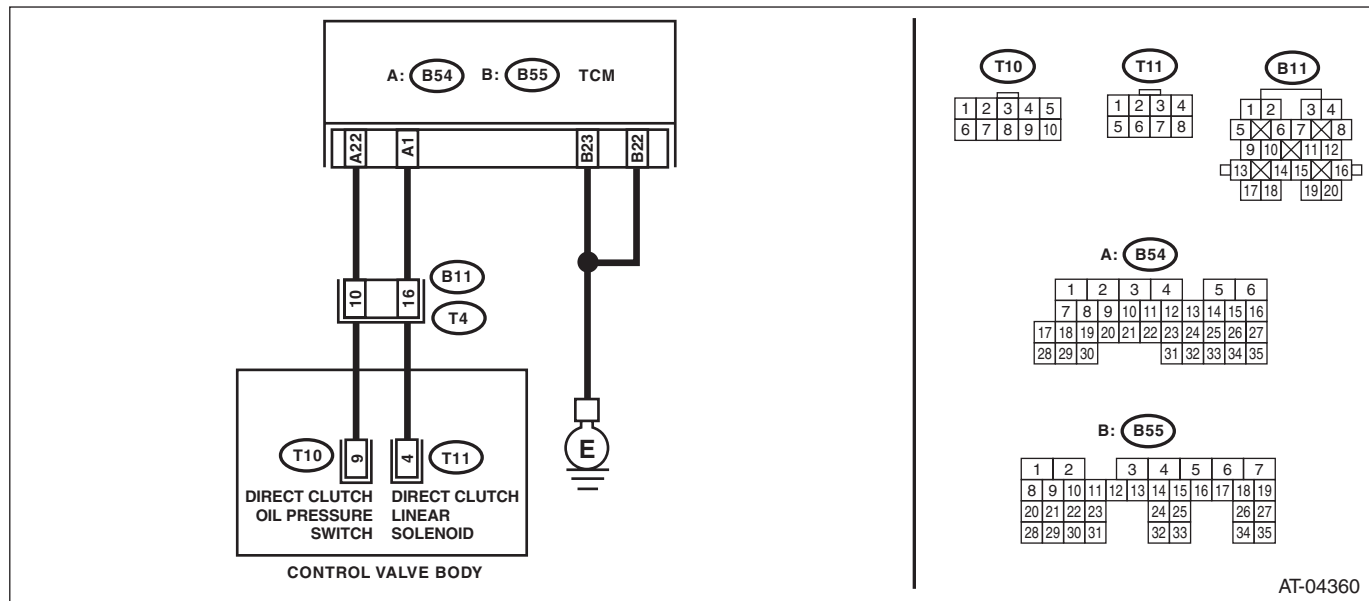 A: B54 B: B55 TCM
A22 A1 B23 B22
10 16
B11
T4
T10 9 4 T11
E
DIRECT CLUTCH OIL PRESSURE SWITCH
DIRECT CLUTCH LINEAR SOLENOID
CONTROL VALVE BODY
T10
1 2 3 4 5
6 7 8 9 10
T11
1 2 3 4
5 6 7 8
B11
1 2 3 4
5 6 7 8
9 10 11 12
13 14 15 16
17 18 19 20
A: B54
1 2 3 4 5 6
7 8 9 10 11 12 13 14 15 16
17 18 19 20 21 22 23 24 25 26 27
28 29 30 31 32 33 34 35
B: B55
1 2 3 4 5 6 7
8 9 10 11 12 13 14 15 16 17 18 19
20 21 22 23 24 25 26 27
28 29 30 31 32 33 34 35
AT-04360